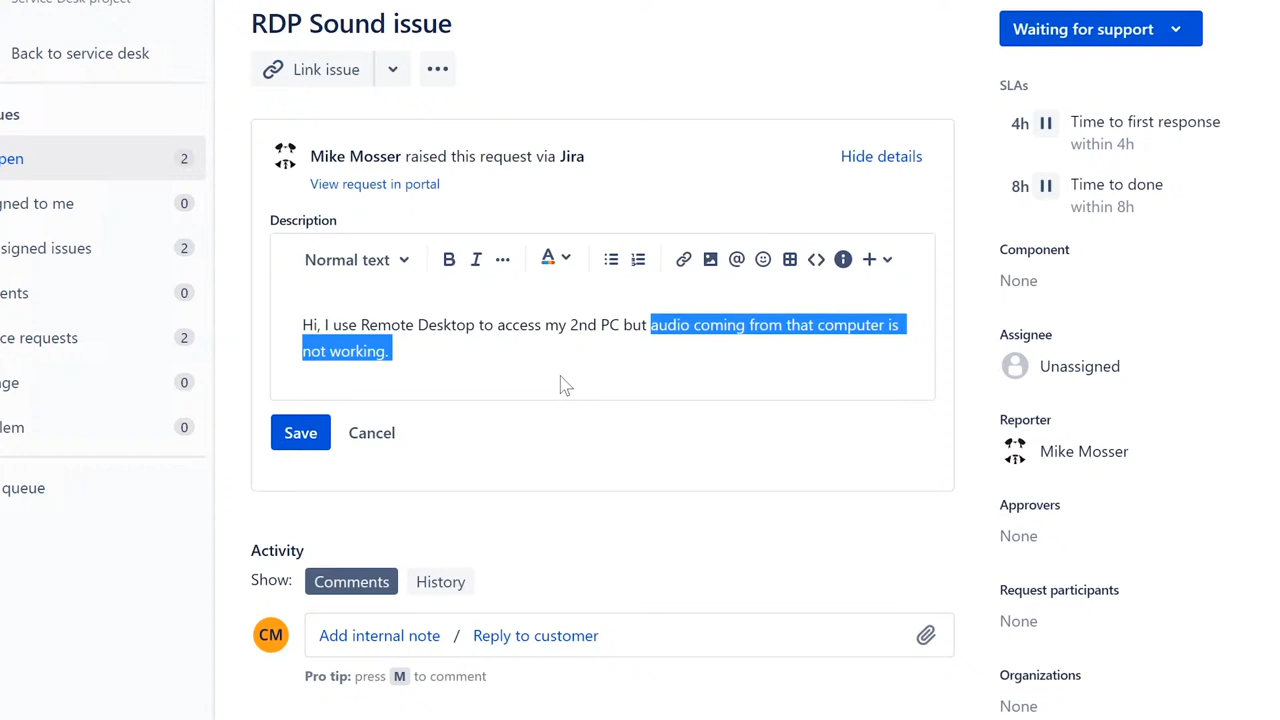 Service Desk project
Back to service desk
ues
pen 2
gned to me 0
signed issues 2
ents 0
ce requests 2
ge 0
lem 0
queue
RDP Sound issue
Link issue
Mike Mosser raised this request via Jira
Hide details
View request in portal
Description
Normal text
B I A
Hi, I use Remote Desktop to access my 2nd PC but audio coming from that computer is
not working.
Save Cancel
Activity
Show: Comments History
CM Add internal note / Reply to customer
Pro tip: press M to comment
Waiting for support
SLAs
4h Time to first response
within 4h
8h Time to done
within 8h
Component
None
Assignee
Unassigned
Reporter
Mike Mosser
Approvers
None
Request participants
None
Organizations
None